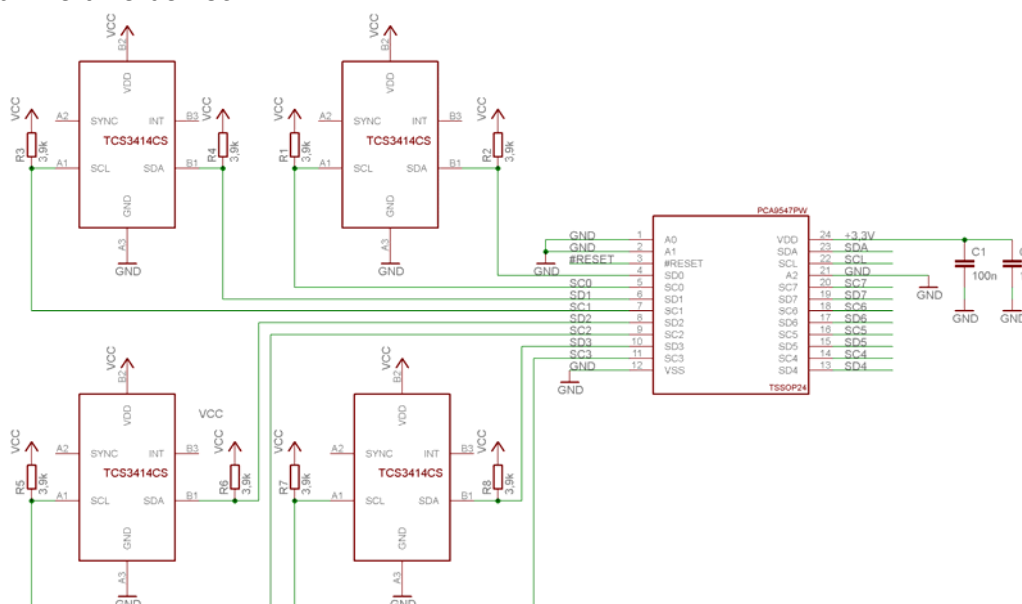 VCC
B2
VDD
A2
SYNC
INT
B3
TCS3414CS
VCC
R3
3,9k
A1
SCL
SDA
B1
VCC
R4
3,9k
GND
A3
GND
VCC
B2
VDD
A2
SYNC
INT
B3
TCS3414CS
VCC
R1
3,9k
A1
SCL
SDA
B1
VCC
R2
3,9k
GND
A3
GND
PCA9547PW
GND 1 A0
GND 2 A1
#RESET 3 #RESET
4 SD0
SC0 5 SC0
SD1 6 SD1
SC1 7 SC1
SD2 8 SD2
SC2 9 SC2
SD3 10 SD3
SC3 11 SC3
GND 12 VSS
GND
GND
VDD 24 +3,3V
SDA 23 SDA
SCL 22 SCL
A2 21 GND
SC7 20 SC7
SD7 19 SD7
SC6 18 SC6
SD6 17 SD6
SC5 16 SC5
SD5 15 SD5
SC4 14 SC4
SD4 13 SD4
TSSOP24
GND
C1
100n
GND
GND
VCC
B2
VDD
VCC
A2
SYNC
INT
B3
TCS3414CS
VCC
R5
3,9k
A1
SCL
SDA
B1
VCC
R6
3,9k
GND
A3
GND
VCC
B2
VDD
A2
SYNC
INT
B3
TCS3414CS
VCC
R7
3,9k
A1
SCL
SDA
B1
VCC
R8
3,9k
GND
A3
GND